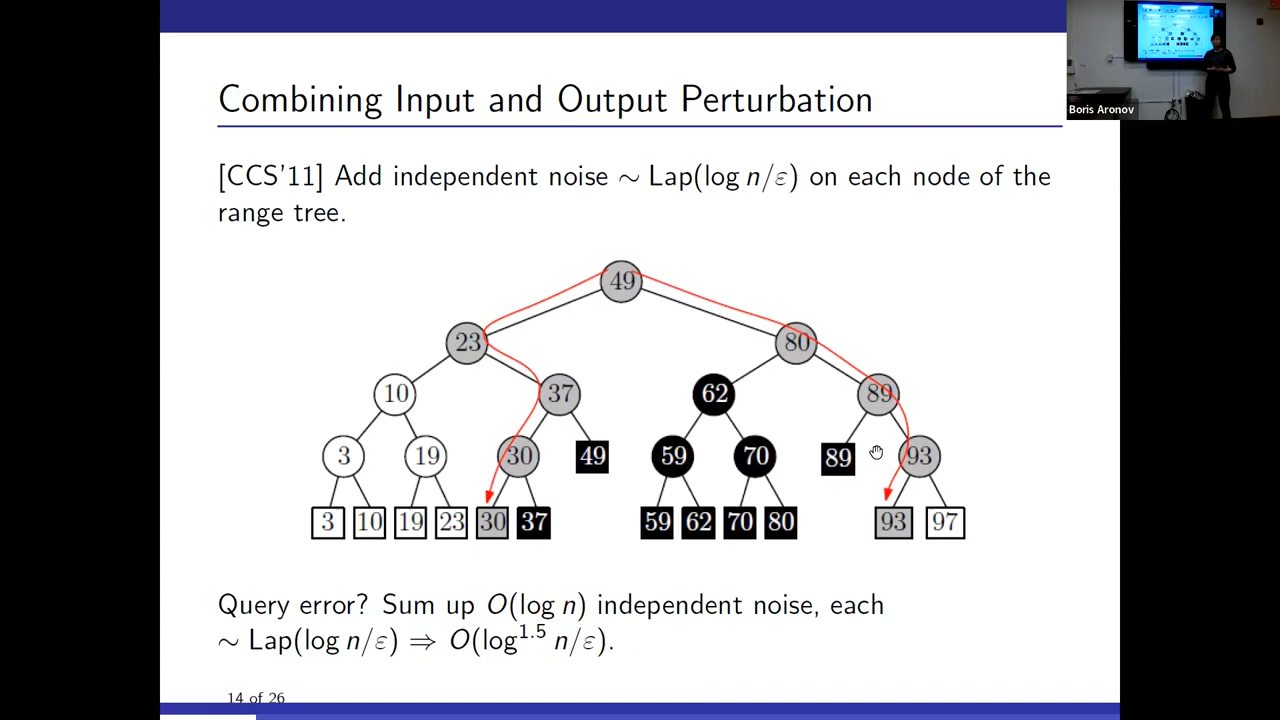 Combining Input and Output Perturbation
Boris Aronov
[CCS'11] Add independent noise ∼ Lap(log n/ε) on each node of the
range tree.
49
23 80
10 37 62 89
3 19 30 49 59 70 89 93
3 10 19 23 30 37 59 62 70 80 93 97
Query error? Sum up O(log n) independent noise, each
∼ Lap(log n/ε) ⇒ O(log^1.5 n/ε).
14 of 26